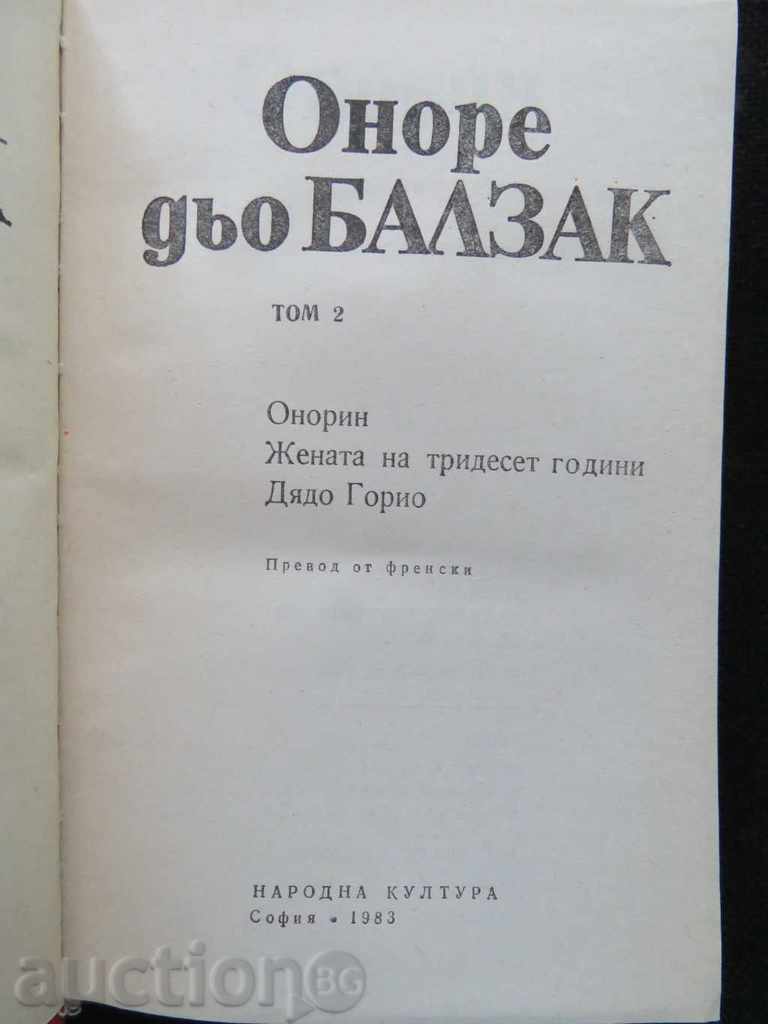 Оноре
дьо БАЛЗАК
ТОМ 2
Онорин
Жената на тридесет години
Дядо Горио
Превод от френски
НАРОДНА КУЛТУРА
София • 1983
auction BG